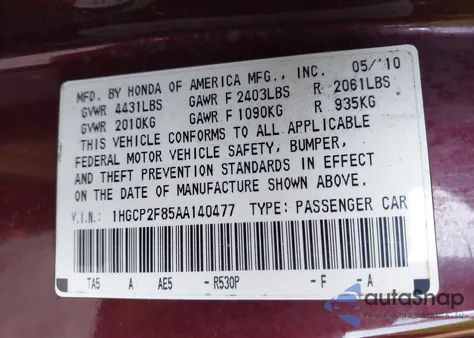 MFD. BY HONDA OF AMERICA MFG., INC. 05/'10
GVWR 4431LBS GAWR F 2403LBS R 2061LBS
GVWR 2010KG GAWR F 1090KG R 935KG
THIS VEHICLE CONFORMS TO ALL APPLICABLE
FEDERAL MOTOR VEHICLE SAFETY, BUMPER,
AND THEFT PREVENTION STANDARDS IN EFFECT
ON THE DATE OF MANUFACTURE SHOWN ABOVE.
V.I.N.: 1HGCP2F85AA140477 TYPE: PASSENGER CAR
TA5 A AE5 -R530P -F -A
autoSnap